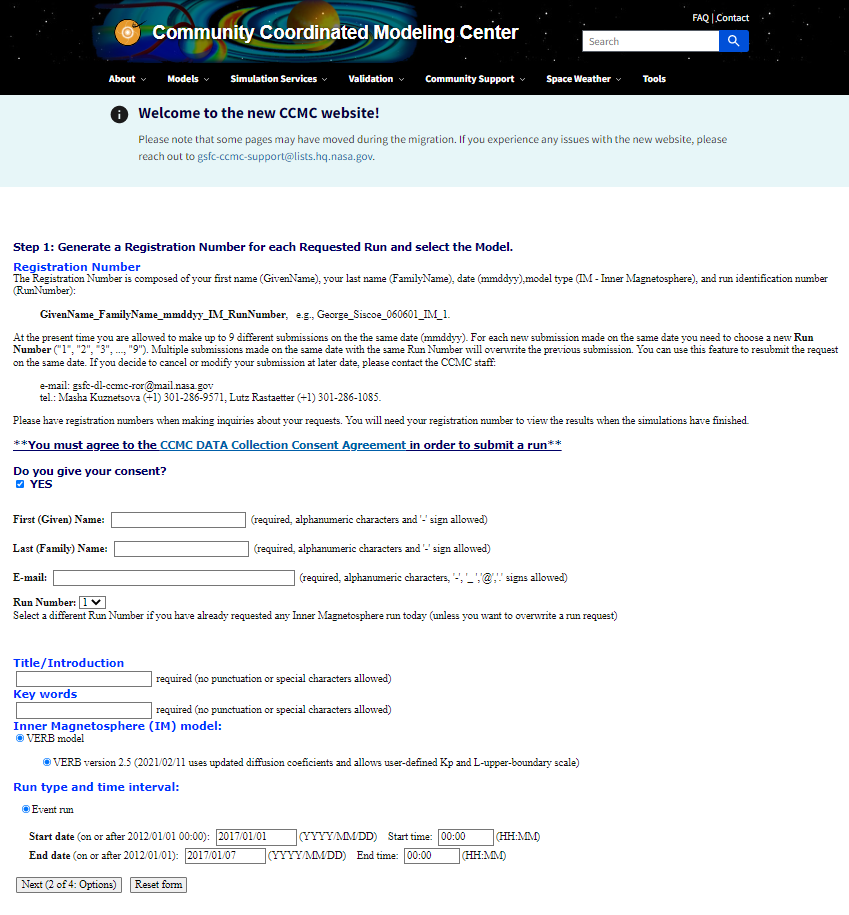 FAQ | Contact
Community Coordinated Modeling Center
Search
About Models Simulation Services Validation Community Support Space Weather Tools
Welcome to the new CCMC website!
Please note that some pages may have moved during the migration. If you experience any issues with the new website, please
reach out to gsfc-ccmc-support@lists.hq.nasa.gov.
Step 1: Generate a Registration Number for each Requested Run and select the Model.
Registration Number
The Registration Number is composed of your first name (GivenName), your last name (FamilyName), date (mmddyy),model type (IM - Inner Magnetosphere), and run identification number
(RunNumber):
GivenName_FamilyName_mmddyy_IM_RunNumber, e.g., George_Siscoe_060601_IM_1.
At the present time you are allowed to make up to 9 different submissions on the the same date (mmddyy). For each new submission made on the same date you need to choose a new Run
Number ("1", "2", "3", ..., "9"). Multiple submissions made on the same date with the same Run Number will overwrite the previous submission. You can use this feature to resubmit the request
on the same date. If you decide to cancel or modify your submission at later date, please contact the CCMC staff:
e-mail: gsfc-dl-ccmc-ror@mail.nasa.gov
tel.: Masha Kuznetsova (+1) 301-286-9571, Lutz Rastaetter (+1) 301-286-1085.
Please have registration numbers when making inquiries about your requests. You will need your registration number to view the results when the simulations have finished.
**You must agree to the CCMC DATA Collection Consent Agreement in order to submit a run**
Do you give your consent?
YES
First (Given) Name: (required, alphanumeric characters and '-' sign allowed)
Last (Family) Name: (required, alphanumeric characters and '-' sign allowed)
E-mail: (required, alphanumeric characters, '-', '_ ','@','.' signs allowed)
Run Number: 1
Select a different Run Number if you have already requested any Inner Magnetosphere run today (unless you want to overwrite a run request)
Title/Introduction
required (no punctuation or special characters allowed)
Key words
required (no punctuation or special characters allowed)
Inner Magnetosphere (IM) model:
VERB model
VERB version 2.5 (2021/02/11 uses updated diffusion coeficients and allows user-defined Kp and L-upper-boundary scale)
Run type and time interval:
Event run
Start date (on or after 2012/01/01 00:00): 2017/01/01 (YYYY/MM/DD) Start time: 00:00 (HH:MM)
End date (on or after 2012/01/01): 2017/01/07 (YYYY/MM/DD) End time: 00:00 (HH:MM)
Next (2 of 4: Options) Reset form